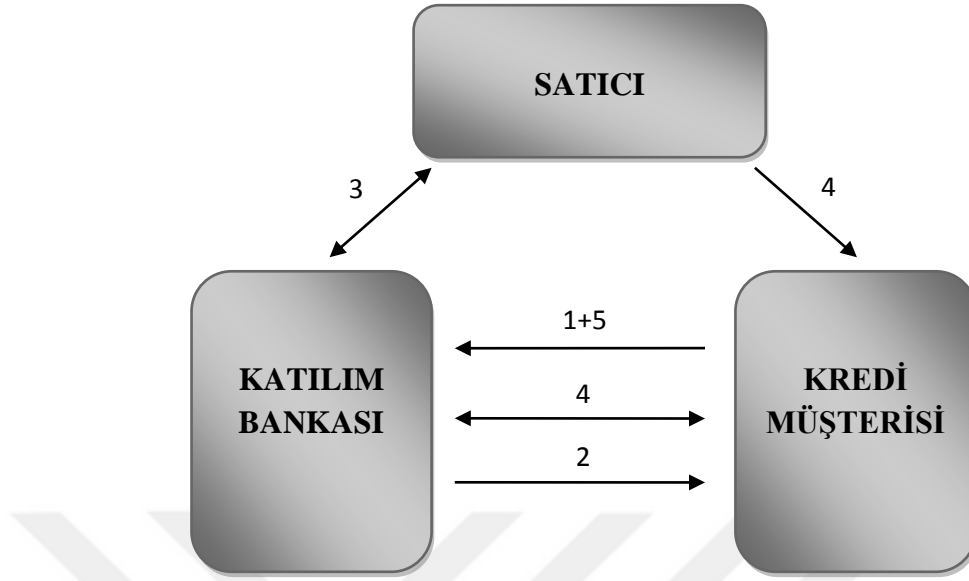 SATICI
3
4
1+5
KATILIM
BANKASI
4
KREDİ
MÜŞTERİSİ
2